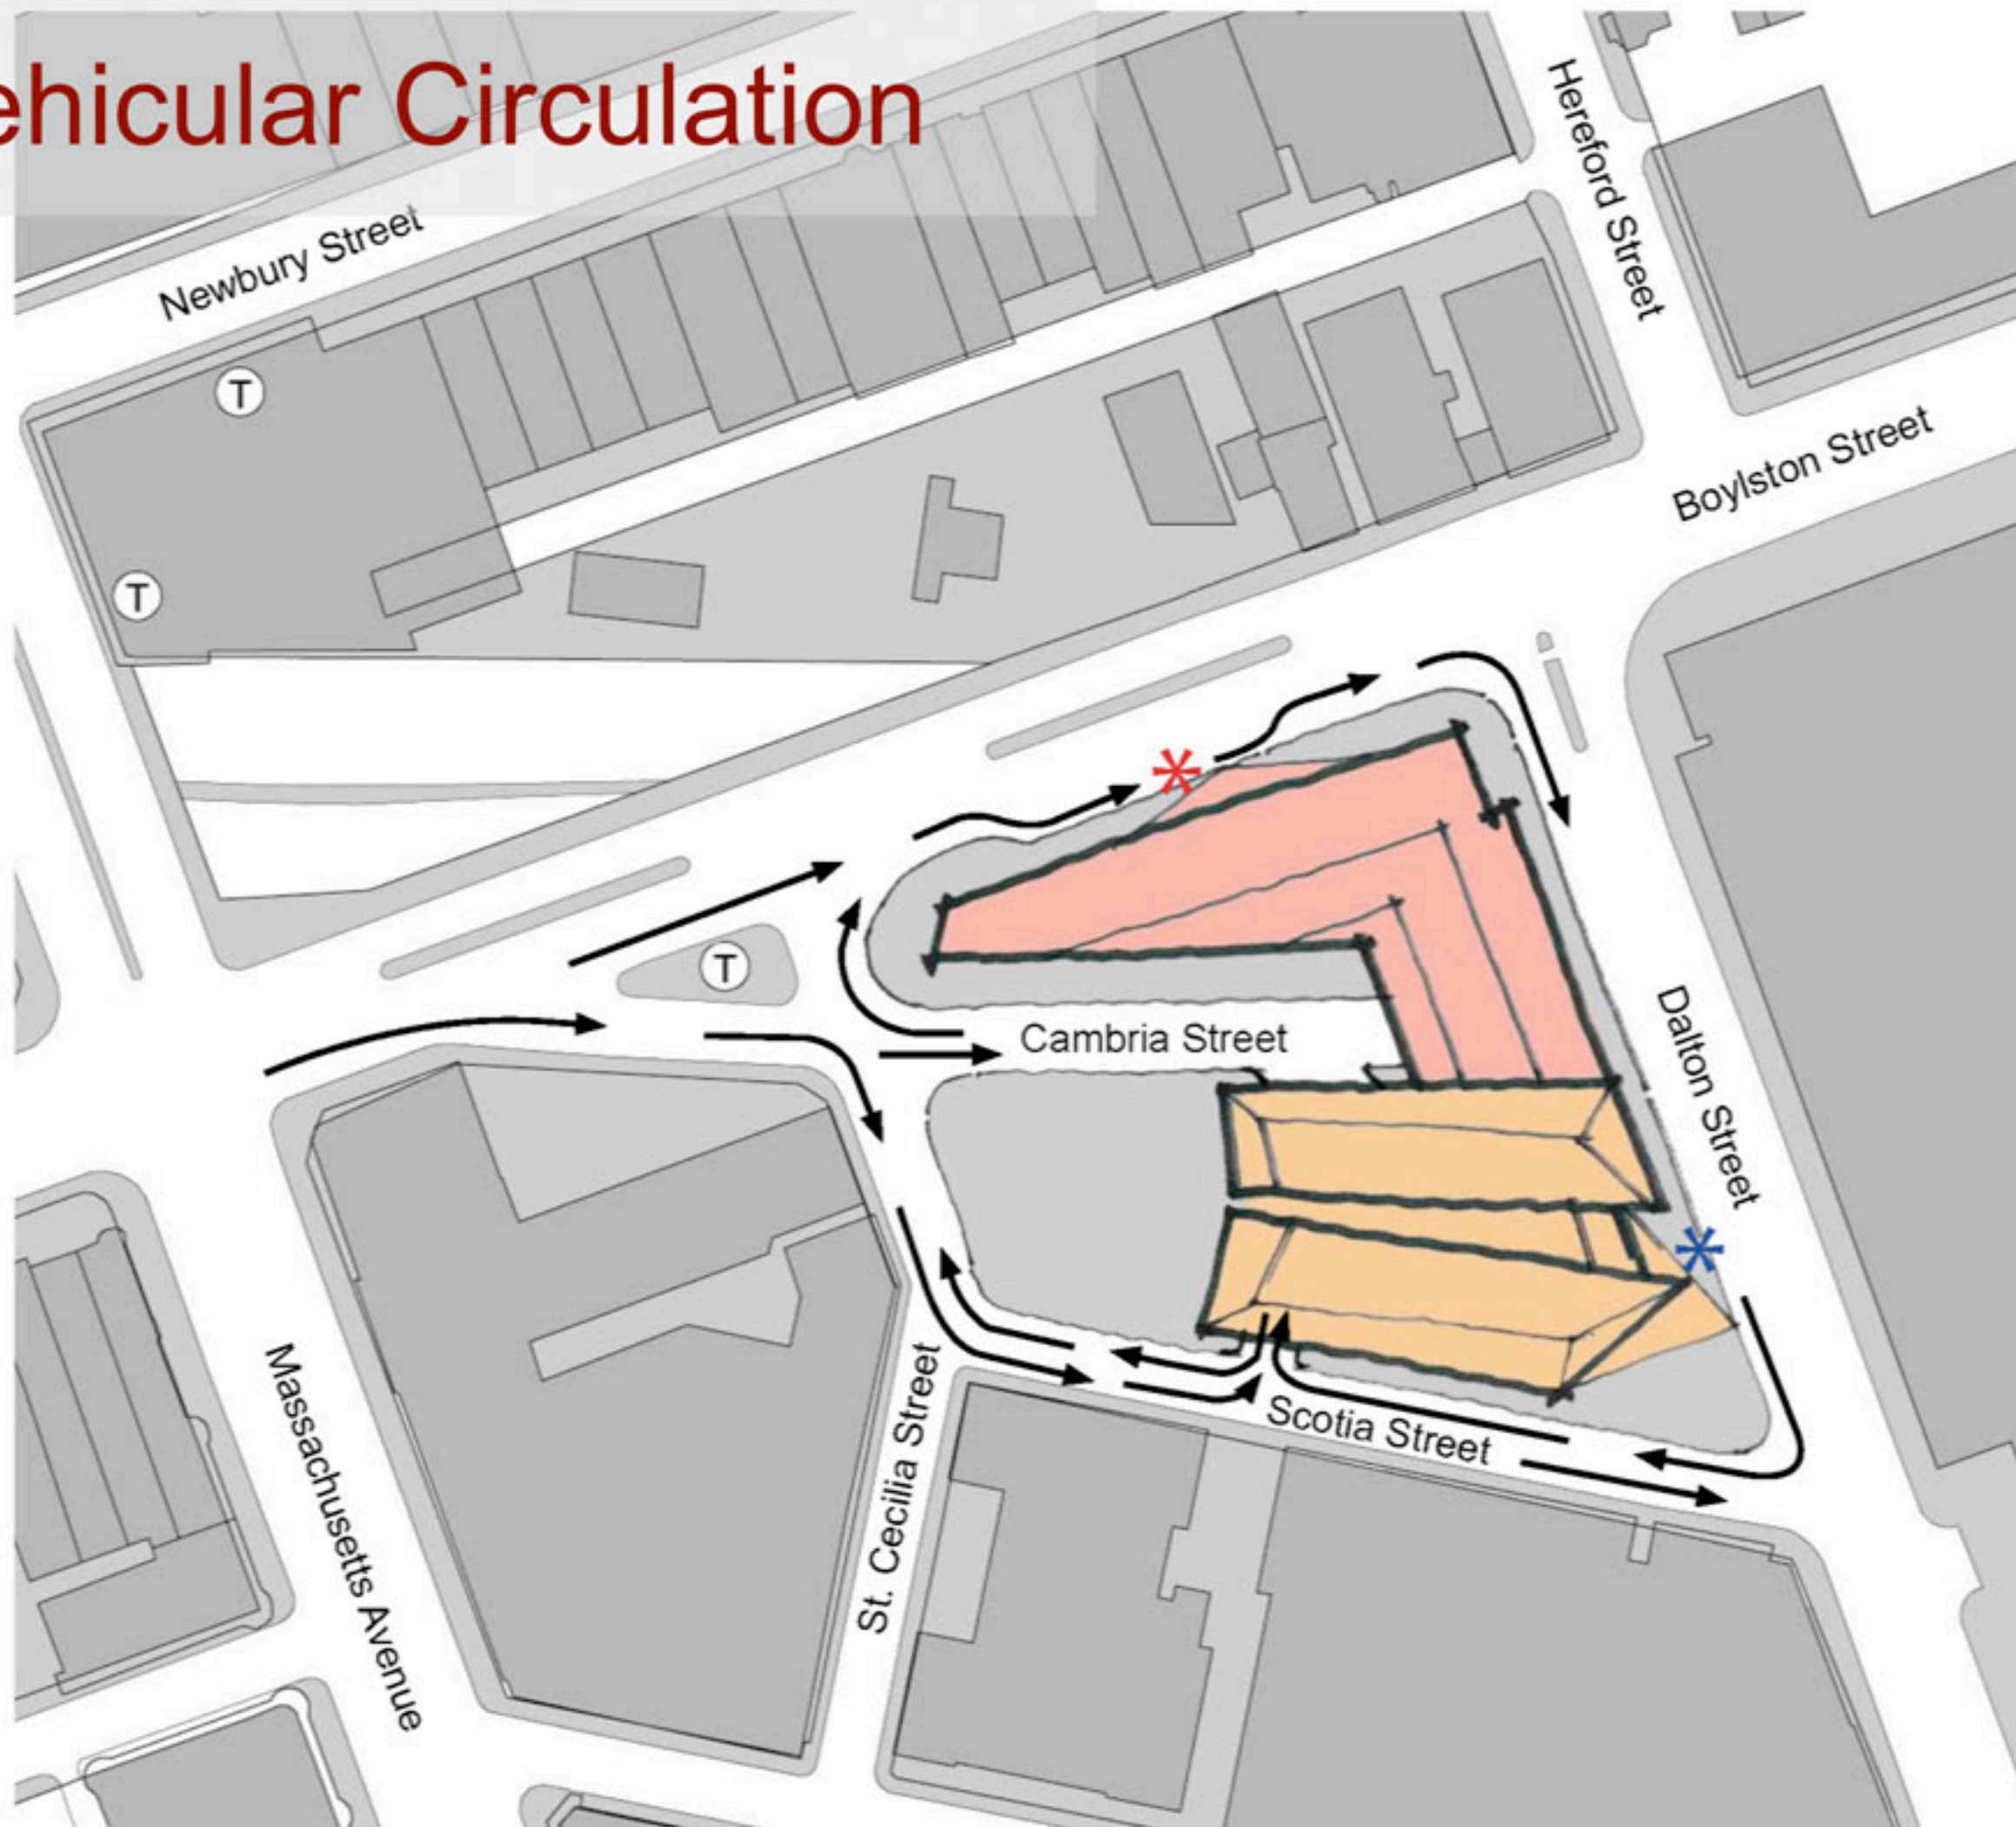 ehicular Circulation
Newbury Street
Hereford Street
T
Boylston Street
T
*
T
Cambria Street
Dalton Street
*
Massachusetts Avenue
St. Cecilia Street
Scotia Street